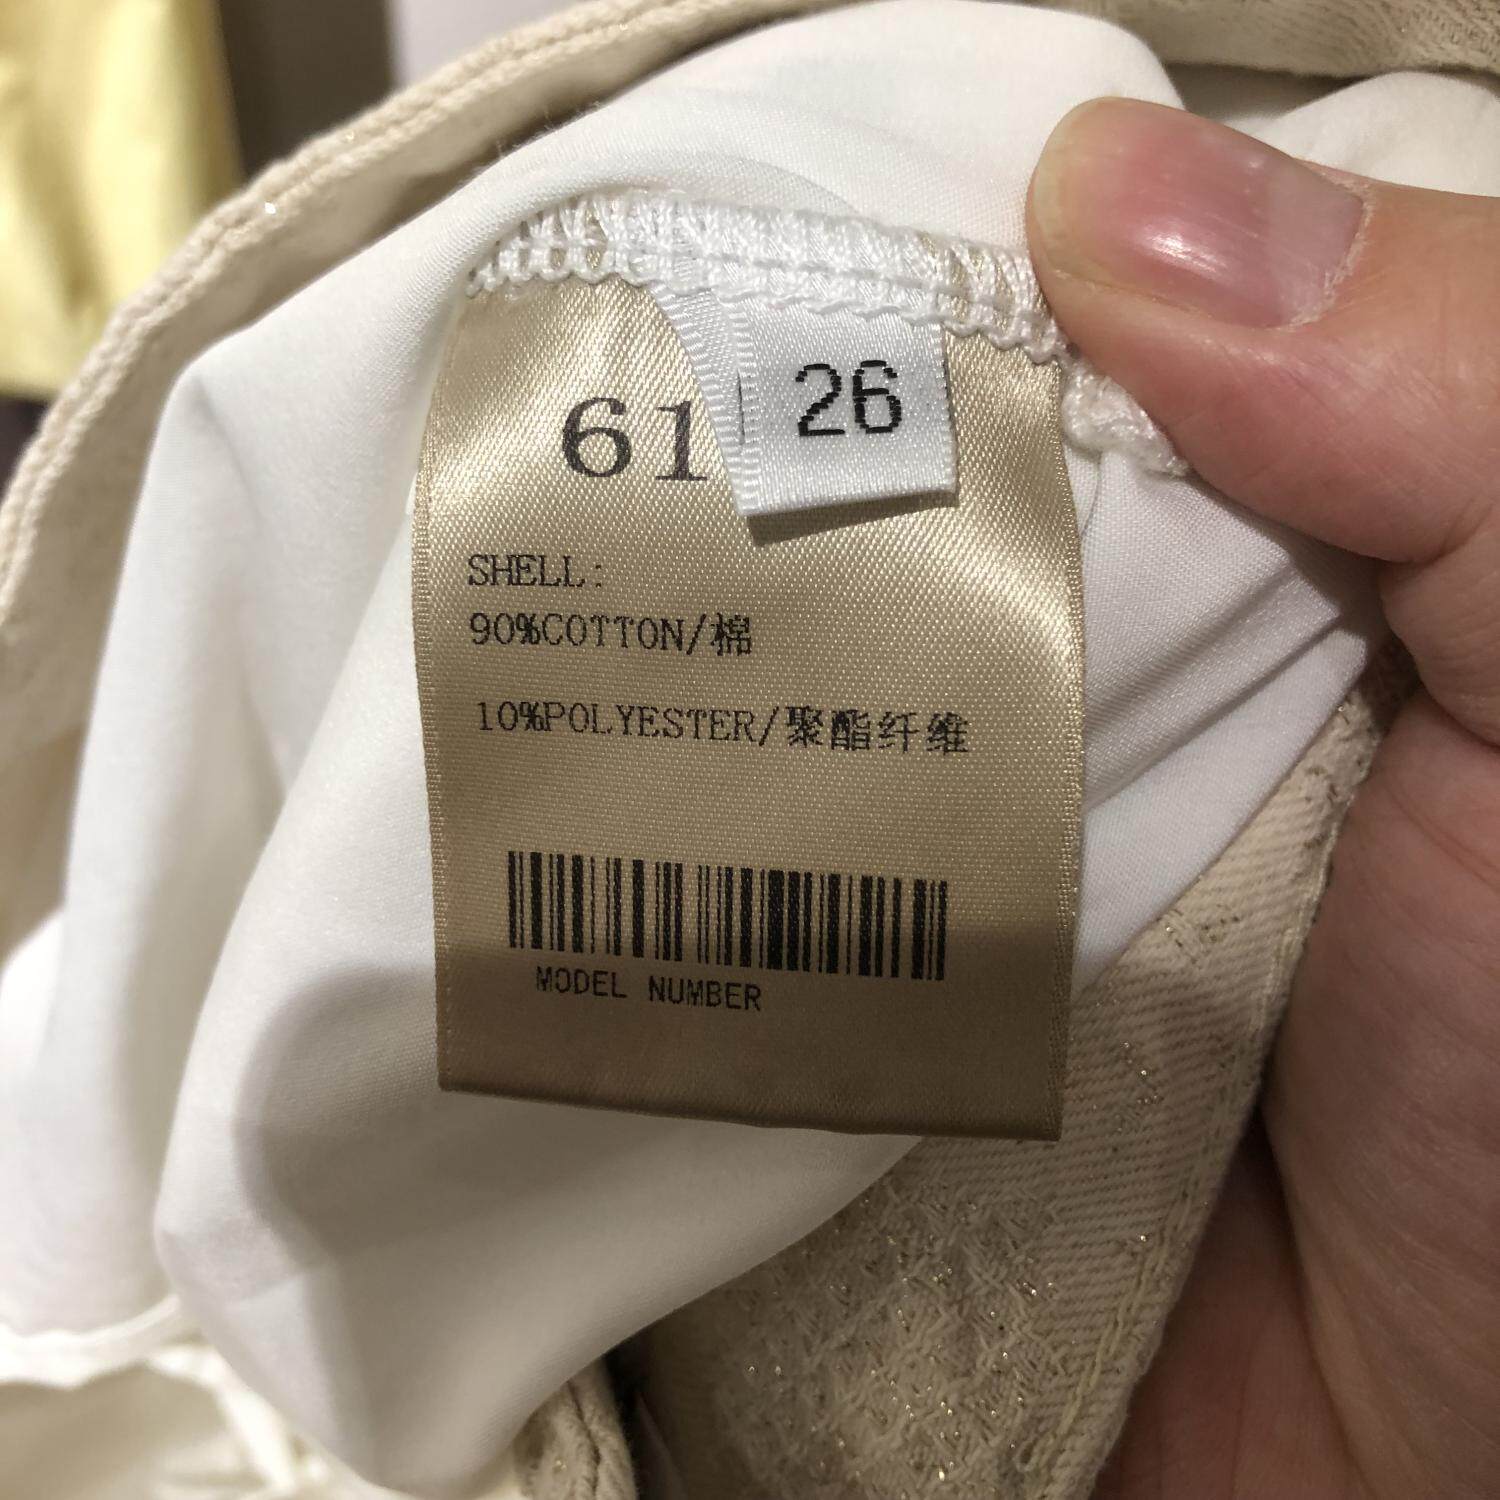 61
26
SHELL:
90%COTTON/棉
10%POLYESTER/聚酯纤维
MODEL NUMBER